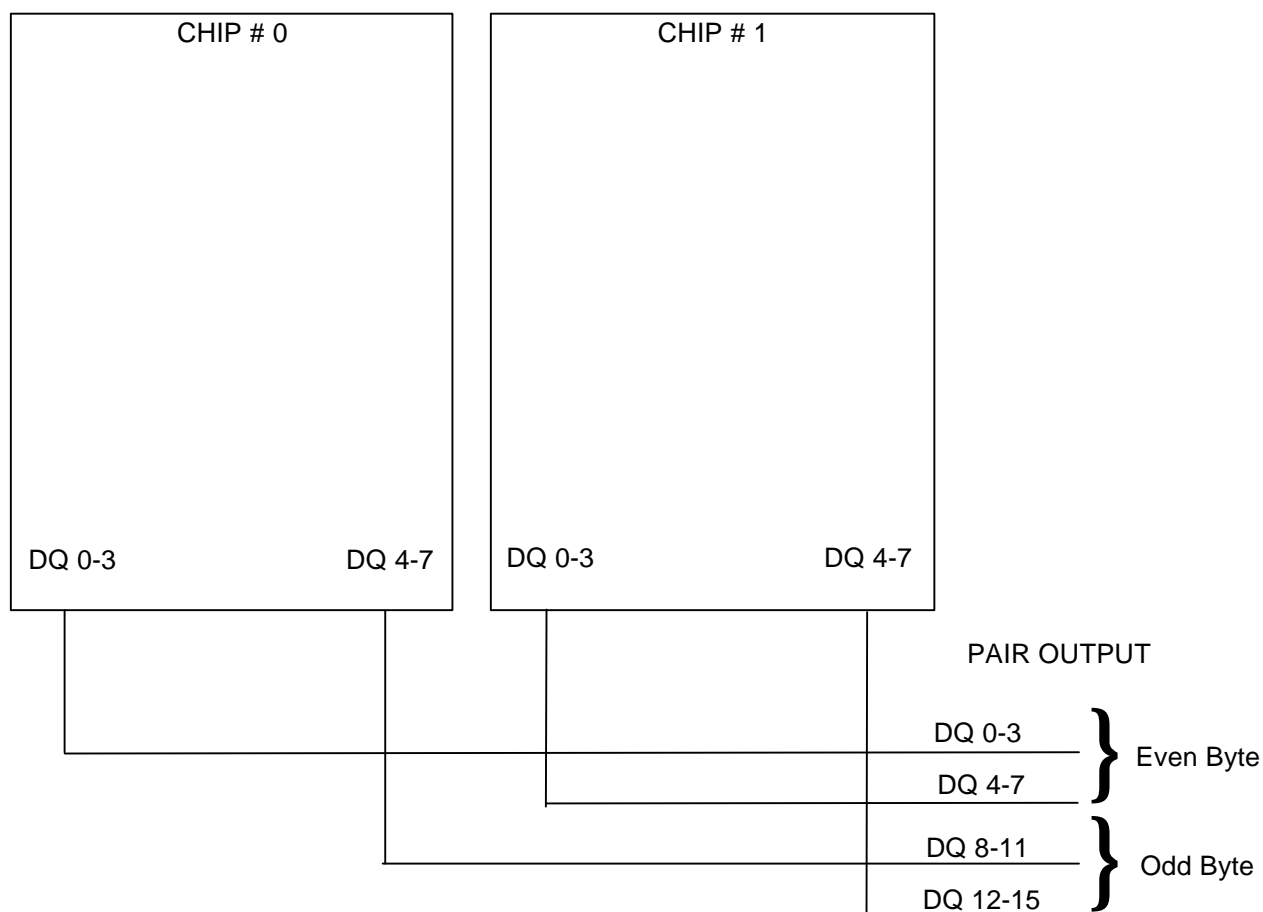 CHIP # 0
CHIP # 1
DQ 0-3
DQ 4-7
DQ 0-3
DQ 4-7
PAIR OUTPUT
DQ 0-3
Even Byte
DQ 4-7
DQ 8-11
Odd Byte
DQ 12-15